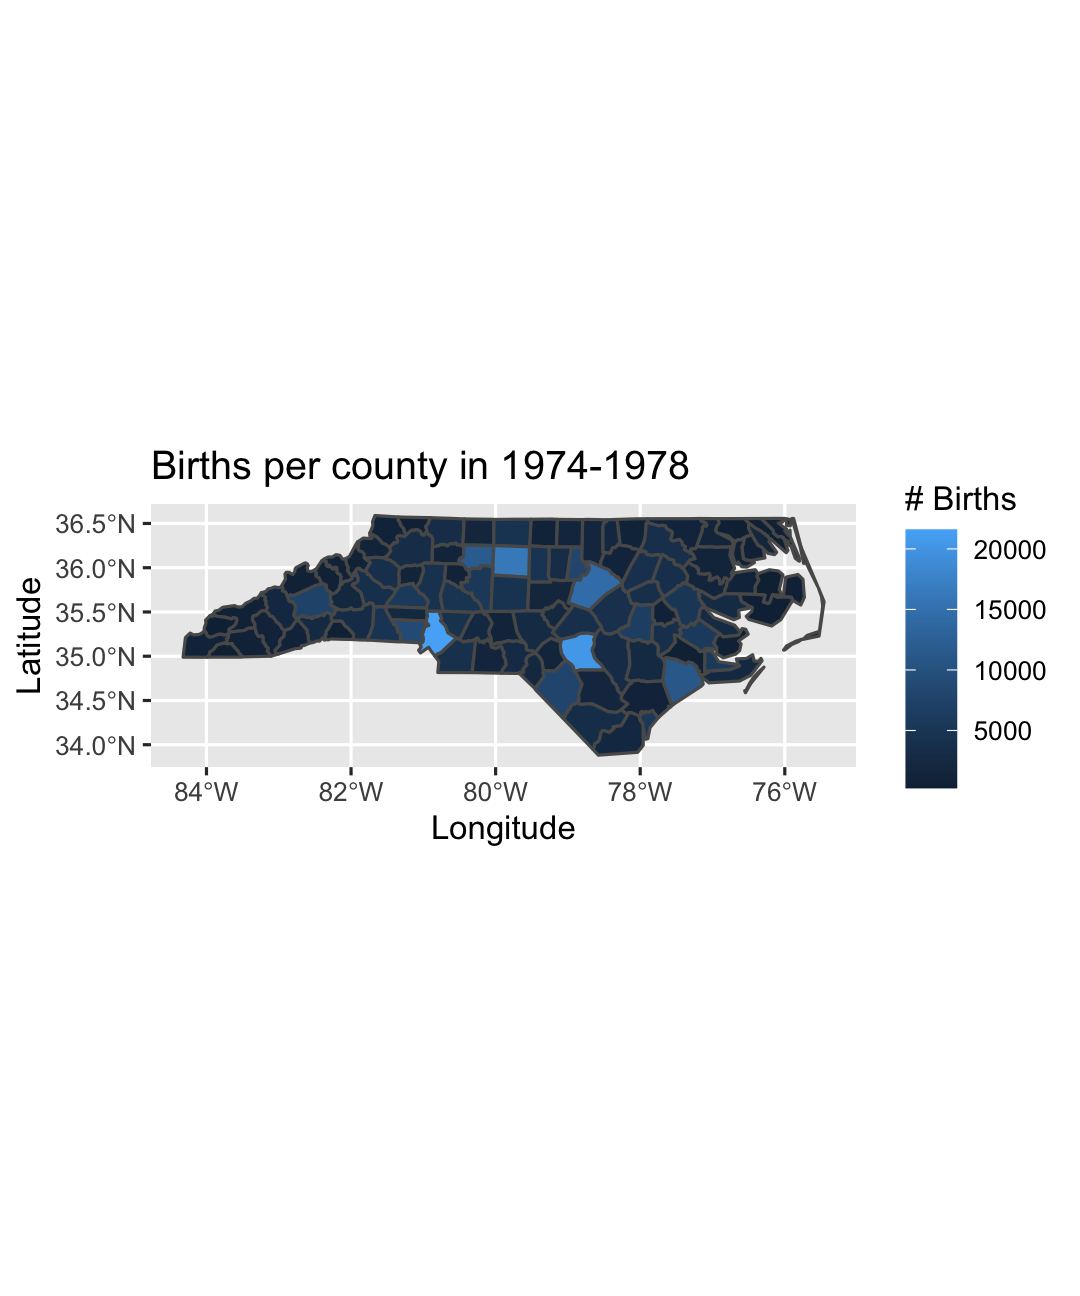 Births per county in 1974-1978
36.5°N
36.0°N
35.5°N
35.0°N
34.5°N
34.0°N
Latitude
84°W 82°W 80°W 78°W 76°W
Longitude
# Births
20000
15000
10000
5000